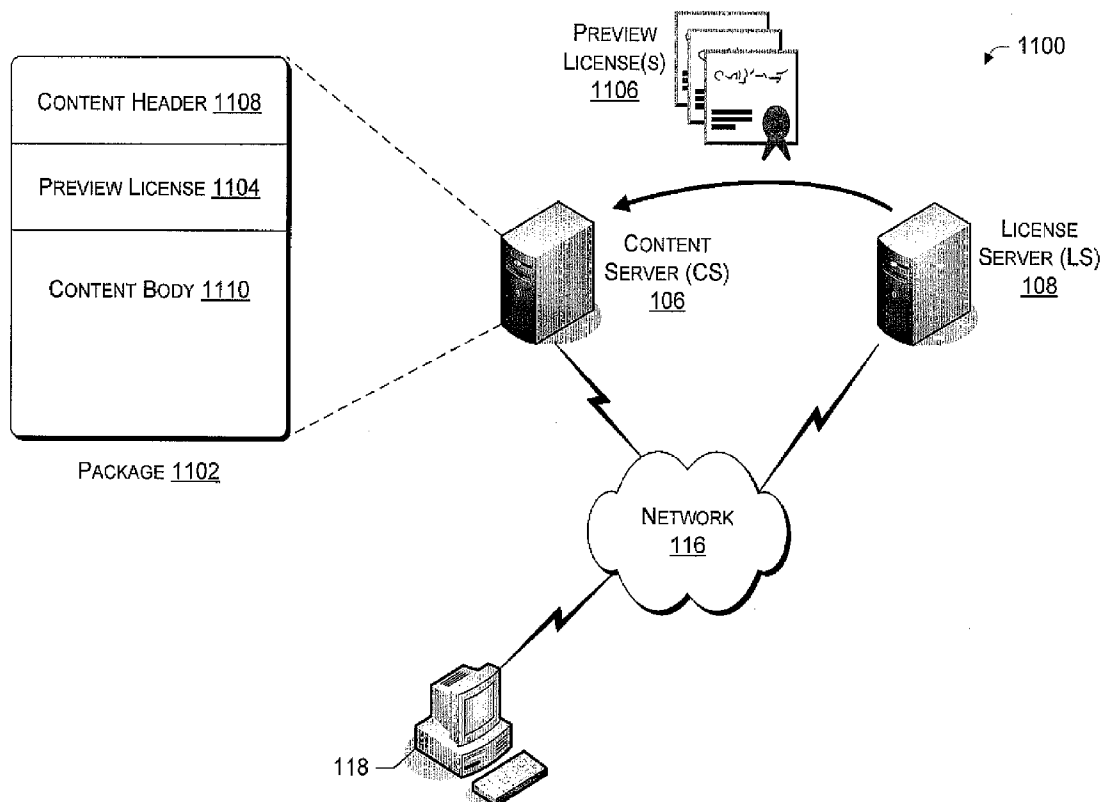 PREVIEW
LICENSE(S)
1106
1100
CONTENT HEADER 1108
PREVIEW LICENSE 1104
CONTENT BODY 1110
PACKAGE 1102
CONTENT
SERVER (CS)
106
LICENSE
SERVER (LS)
108
NETWORK
116
118